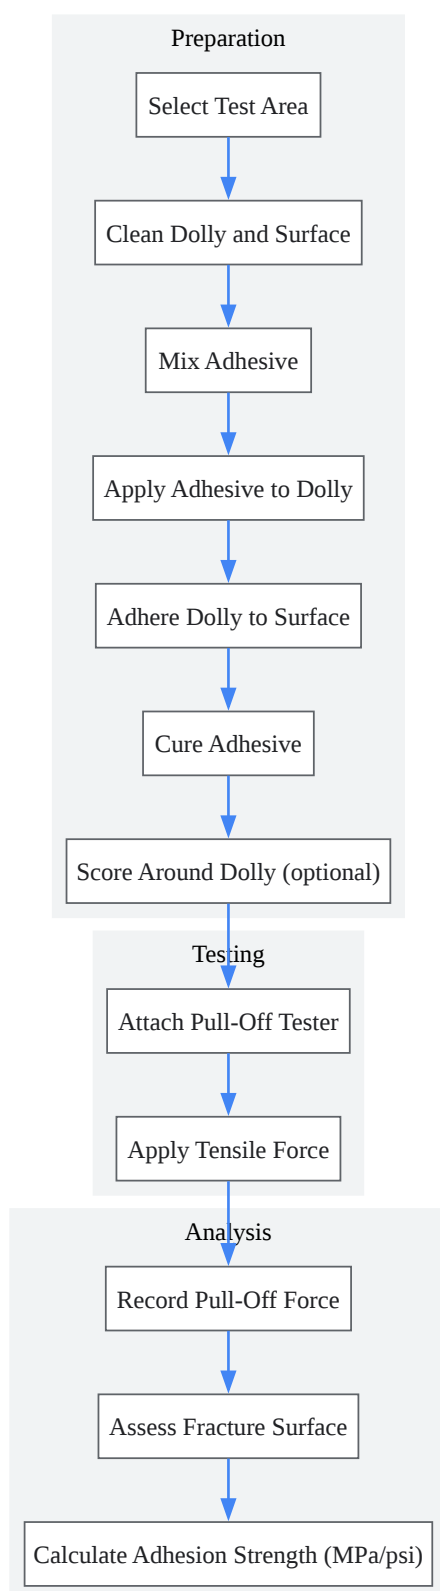 Preparation
Select Test Area
Clean Dolly and Surface
Mix Adhesive
Apply Adhesive to Dolly
Adhere Dolly to Surface
Cure Adhesive
Score Around Dolly (optional)
Testing
Attach Pull-Off Tester
Apply Tensile Force
Analysis
Record Pull-Off Force
Assess Fracture Surface
Calculate Adhesion Strength (MPa/psi)